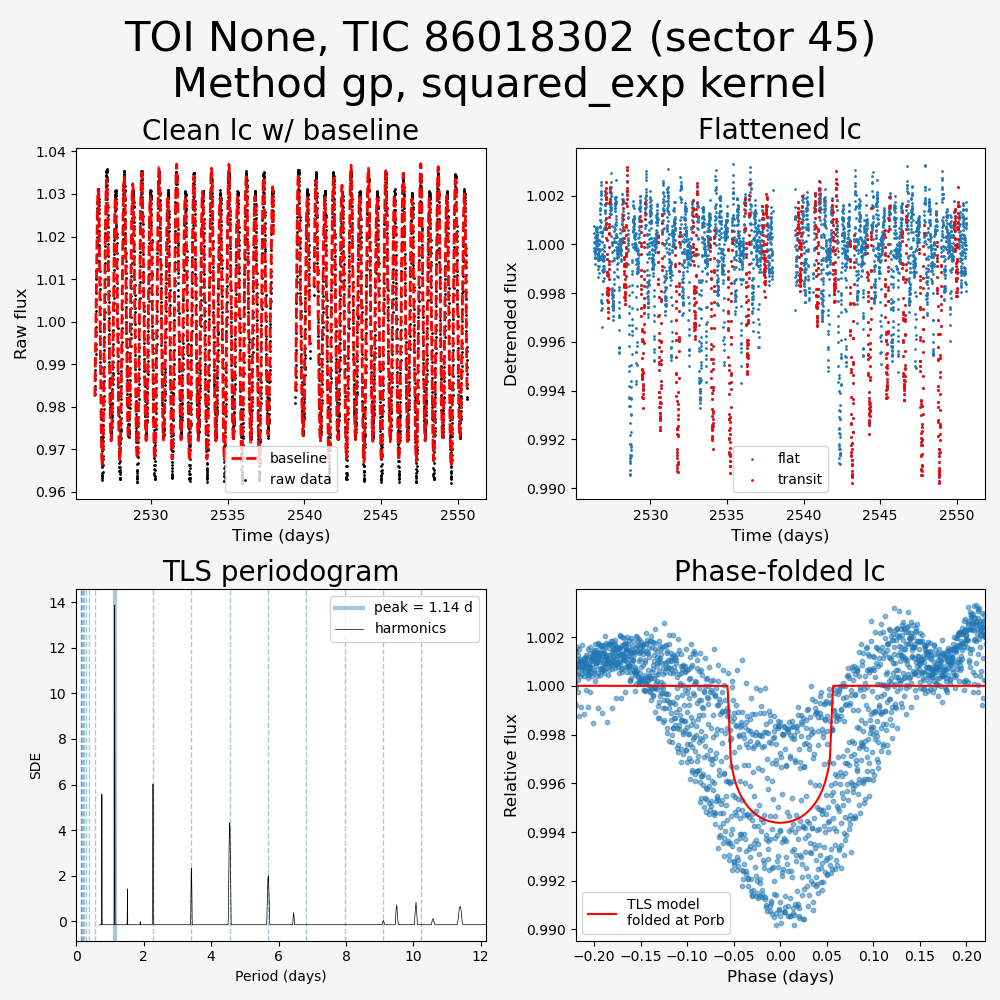 TOI None, TIC 86018302 (sector 45)
Method gp, squared_exp kernel
Clean lc w/ baseline
Flattened lc
1.04
1.03
1.02
1.01
1.00
0.99
0.98
0.97
0.96
Raw flux
baseline
raw data
2530
2535
2540
2545
2550
Time (days)
1.002
1.000
0.998
0.996
0.994
0.992
0.990
Detrended flux
flat
transit
2530
2535
2540
2545
2550
Time (days)
TLS periodogram
Phase-folded lc
14
12
10
8
6
4
2
0
SDE
peak = 1.14 d
harmonics
0
2
4
6
8
10
12
Period (days)
1.002
1.000
0.998
0.996
0.994
0.992
0.990
Relative flux
TLS model
folded at Porb
−0.20
−0.15
−0.10
−0.05
0.00
0.05
0.10
0.15
0.20
Phase (days)